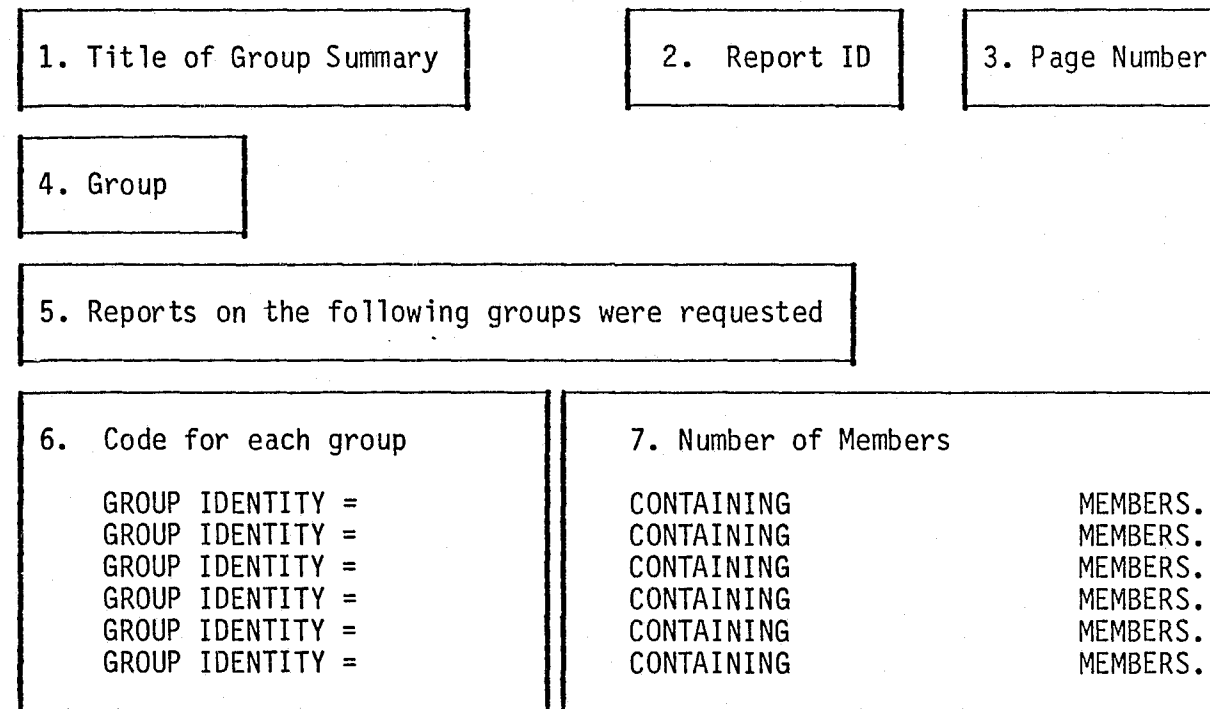 1. Title of Group Summary 2. Report ID 3. Page Number
4. Group
5. Reports on the following groups were requested
6. Code for each group 7. Number of Members
GROUP IDENTITY = CONTAINING MEMBERS.
GROUP IDENTITY = CONTAINING MEMBERS.
GROUP IDENTITY = CONTAINING MEMBERS.
GROUP IDENTITY = CONTAINING MEMBERS.
GROUP IDENTITY = CONTAINING MEMBERS.
GROUP IDENTITY = CONTAINING MEMBERS.